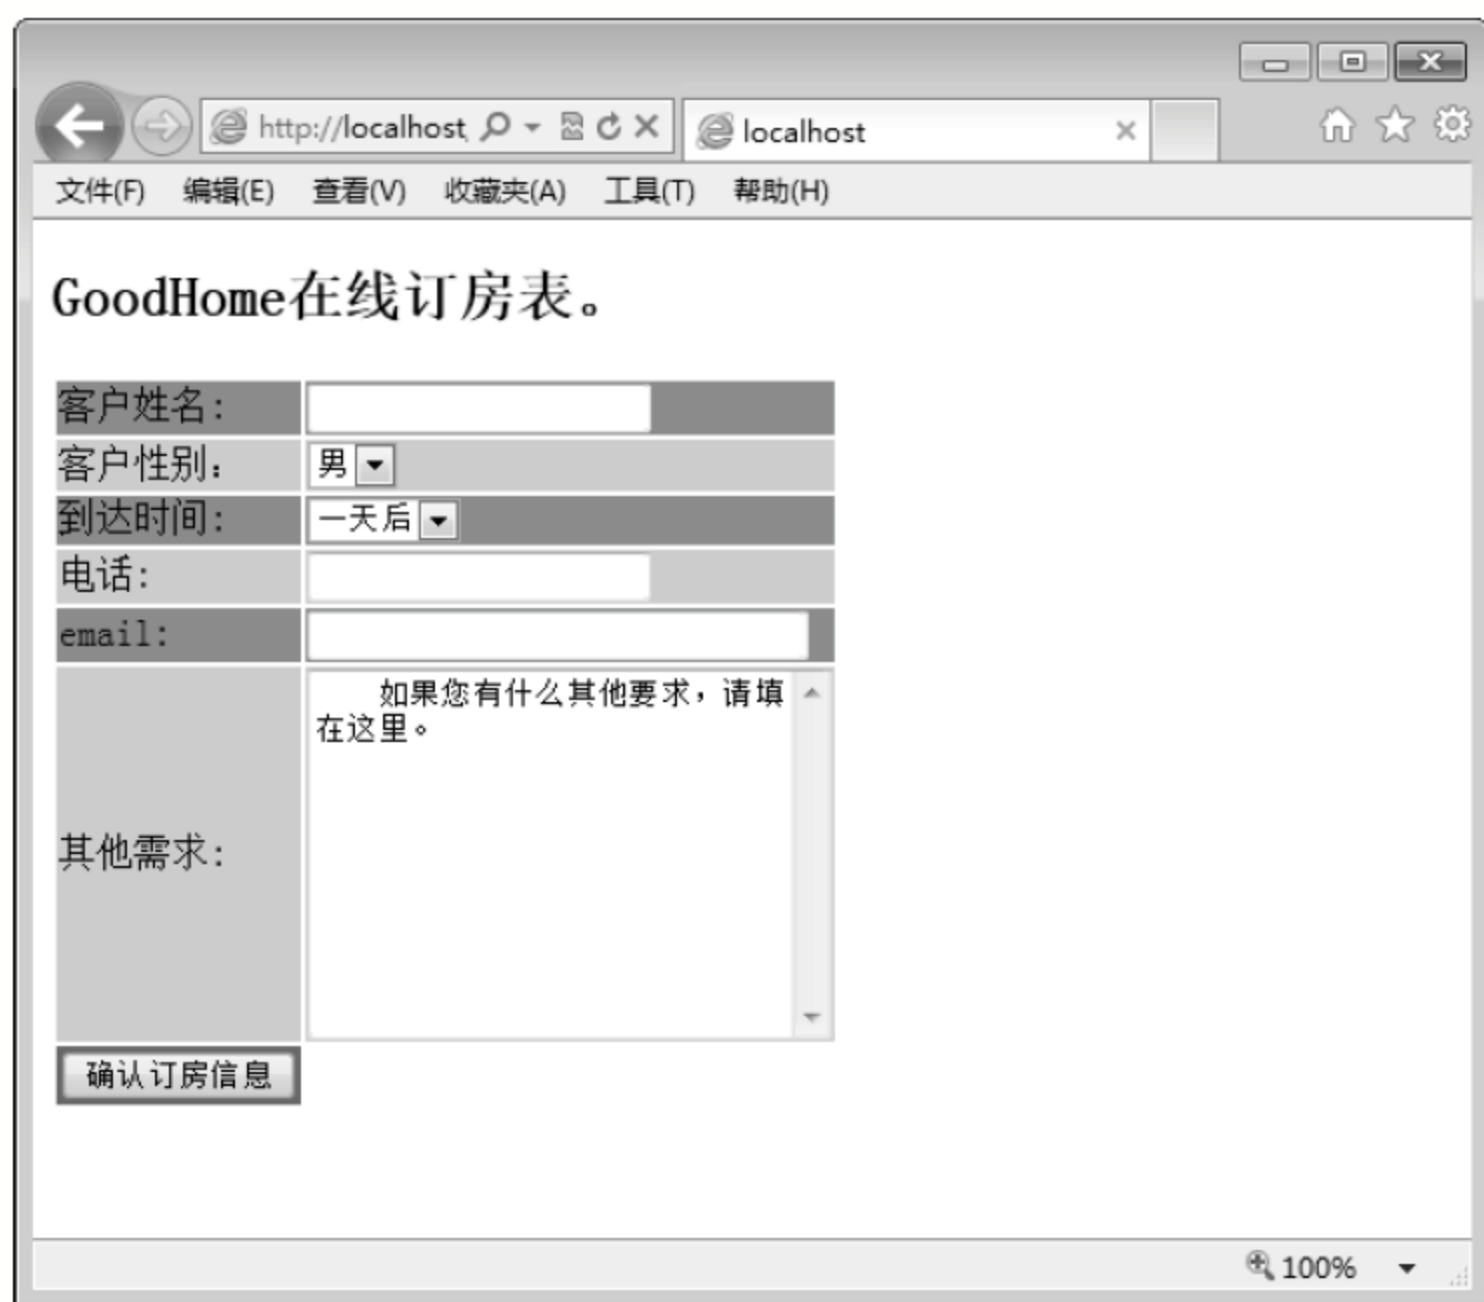 http://localhost
localhost
文件(F) 编辑(E) 查看(V) 收藏夹(A) 工具(T) 帮助(H)
GoodHome在线订房表。
客户姓名:
客户性别: 男
到达时间: 一天后
电话:
email:
如果您有什么其他要求，请填
在这里。
其他需求:
确认订房信息
100%